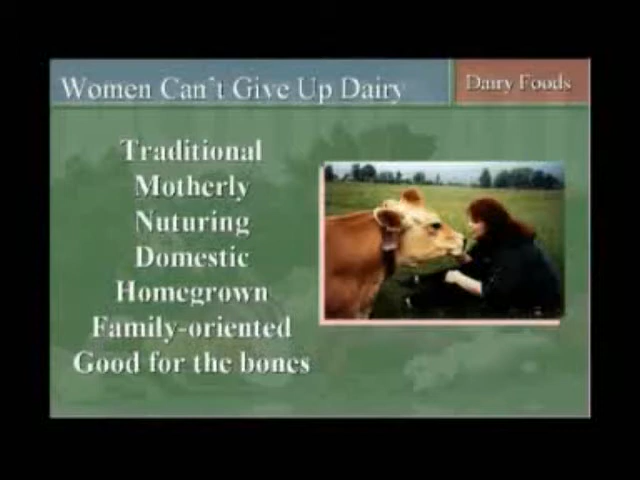 Women Can't Give Up Dairy
Dairy Foods
Traditional
Motherly
Nuturing
Domestic
Homegrown
Family-oriented
Good for the bones